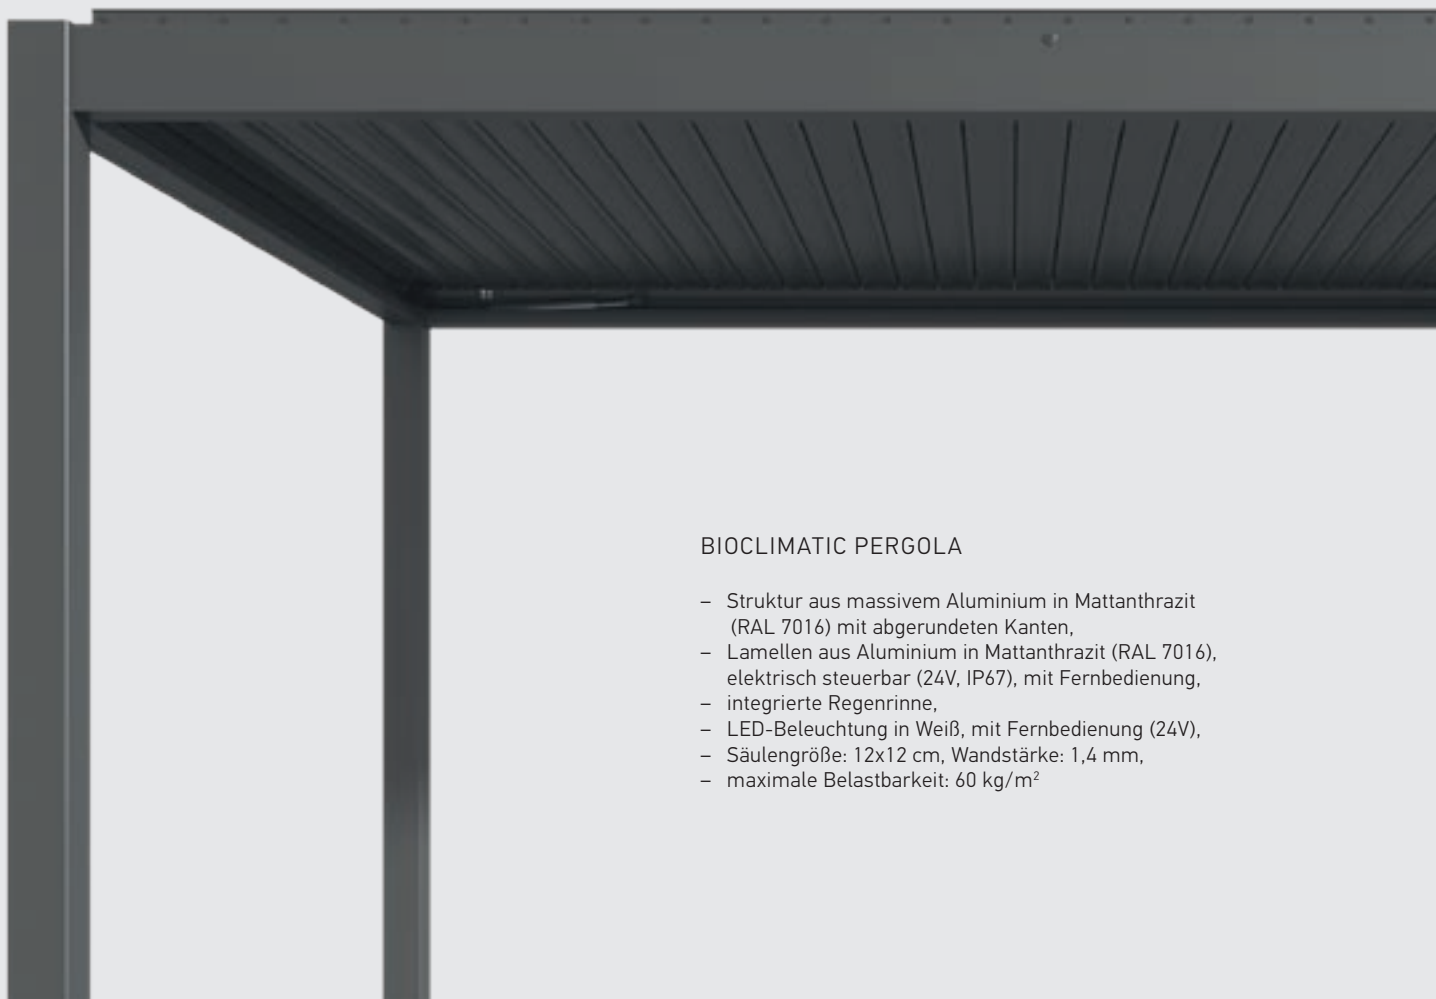 BIOCLIMATIC PERGOLA
– Struktur aus massivem Aluminium in Mattanthrazit
(RAL 7016) mit abgerundeten Kanten,
– Lamellen aus Aluminium in Mattanthrazit (RAL 7016),
elektrisch steuerbar (24V, IP67), mit Fernbedienung,
– integrierte Regenrinne,
– LED-Beleuchtung in Weiß, mit Fernbedienung (24V),
– Säulengröße: 12x12 cm, Wandstärke: 1,4 mm,
– maximale Belastbarkeit: 60 kg/m²